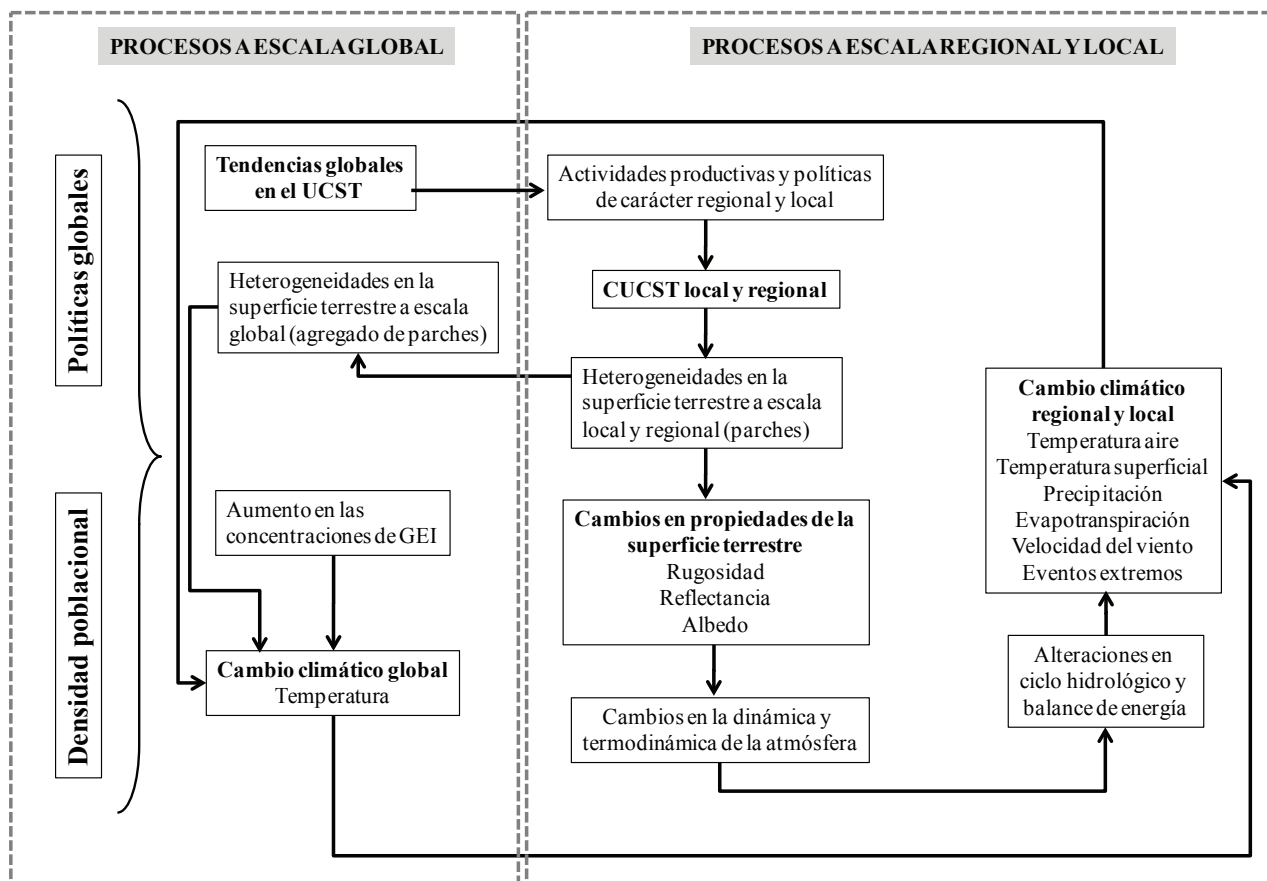 PROCESOS A ESCALA GLOBAL
Políticas globales
Densidad poblacional
Tendencias globales
en el UCST
Heterogeneidades en la
superficie terrestre a escala
global (agregado de parches)
Aumento en las
concentraciones de GEI
Cambio climático global
Temperatura
PROCESOS A ESCALA REGIONAL Y LOCAL
Actividades productivas y políticas
de carácter regional y local
CUCST local y regional
Heterogeneidades en la
superficie terrestre a escala
local y regional (parches)
Cambios en propiedades de la
superficie terrestre
Rugosidad
Reflectancia
Albedo
Cambios en la dinámica y
termodinámica de la atmósfera
Cambio climático
regional y local
Temperatura aire
Temperatura superficial
Precipitación
Evapotranspiración
Velocidad del viento
Eventos extremos
Alteraciones en
ciclo hidrológico y
balance de energía